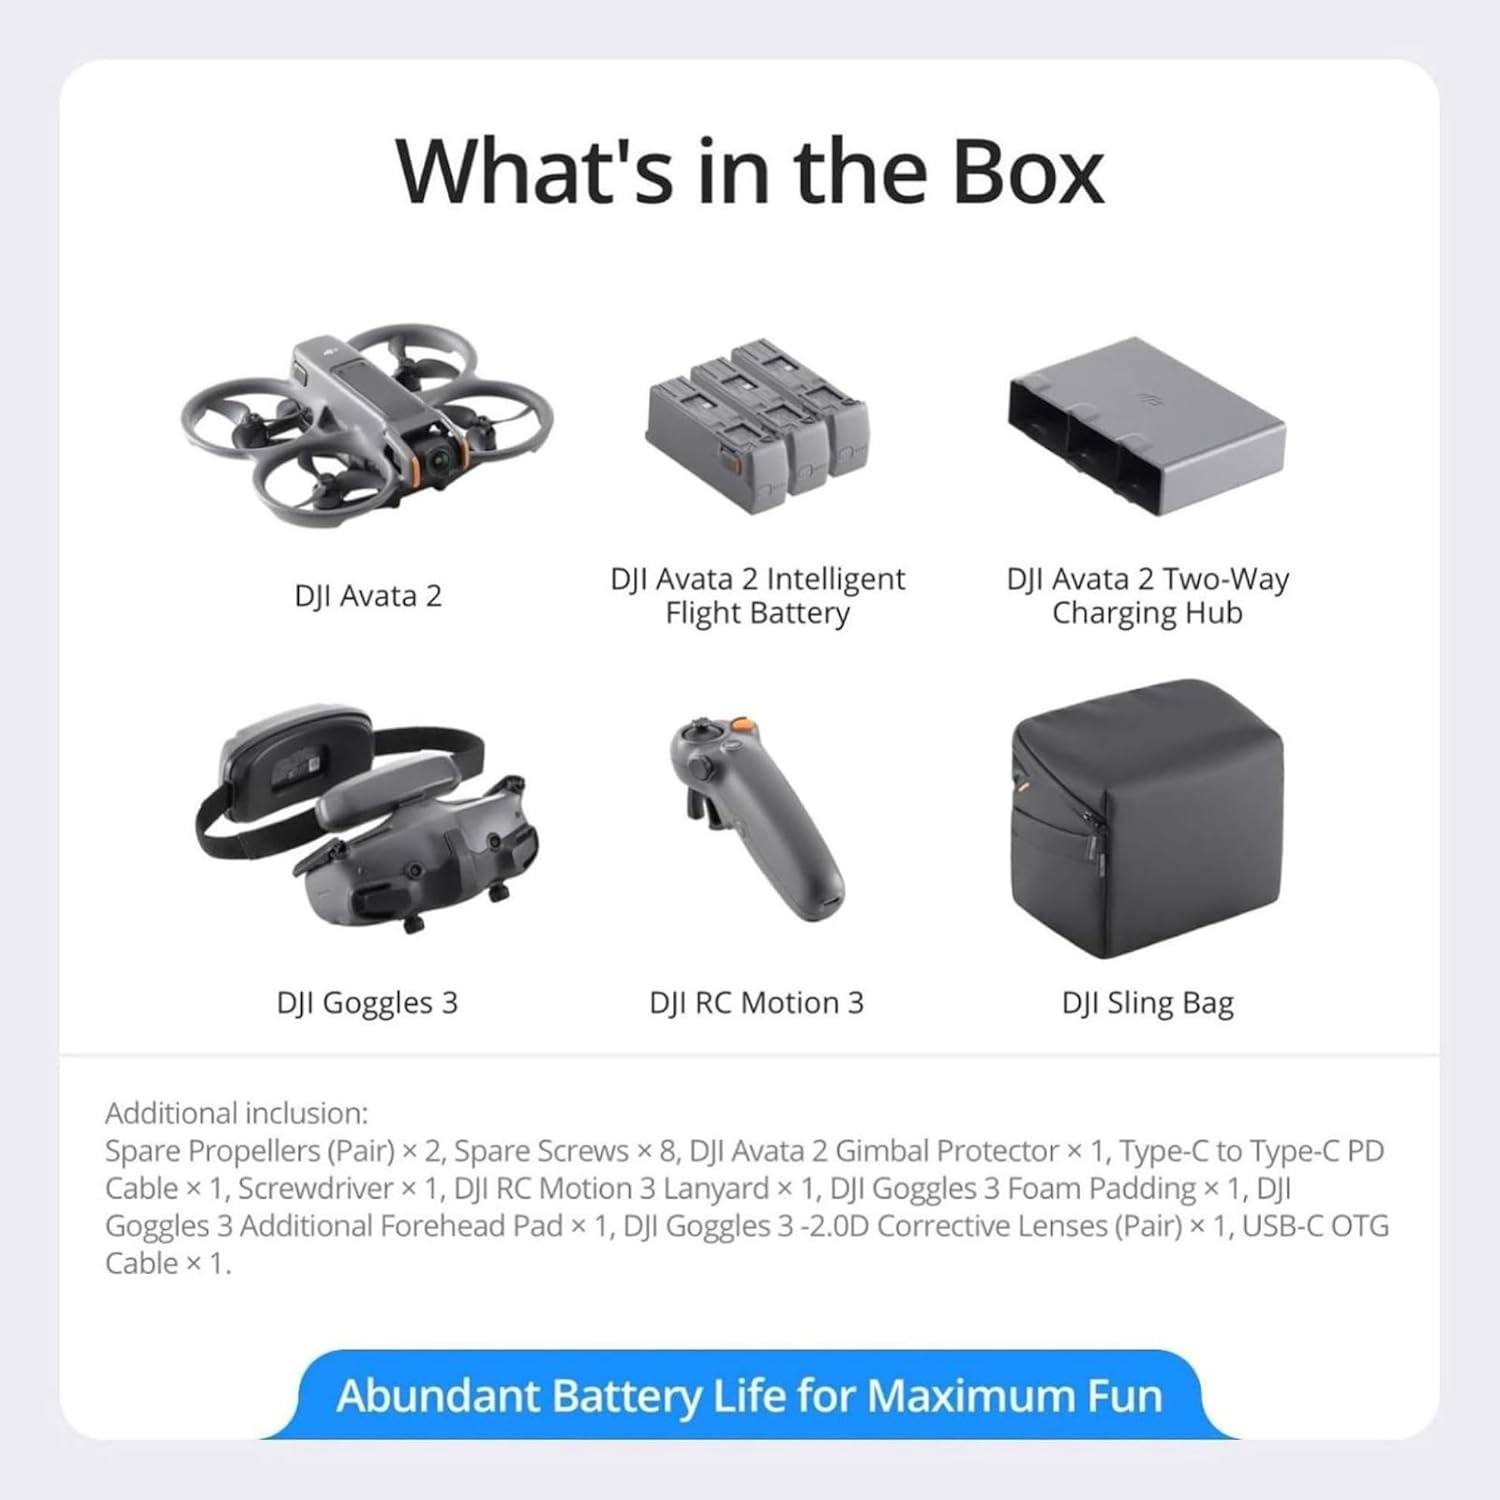 What's in the Box
DJI Avata 2
DJI Avata 2 Intelligent
Flight Battery
DJI Avata 2 Two-Way
Charging Hub
DJI Goggles 3
DJI RC Motion 3
DJI Sling Bag
Additional inclusion:
Spare Propellers (Pair) × 2, Spare Screws × 8, DJI Avata 2 Gimbal Protector × 1, Type-C to Type-C PD
Cable × 1, Screwdriver × 1, DJI RC Motion 3 Lanyard × 1, DJI Goggles 3 Foam Padding × 1, DJI
Goggles 3 Additional Forehead Pad × 1, DJI Goggles 3 -2.0D Corrective Lenses (Pair) × 1, USB-C OTG
Cable × 1.
Abundant Battery Life for Maximum Fun